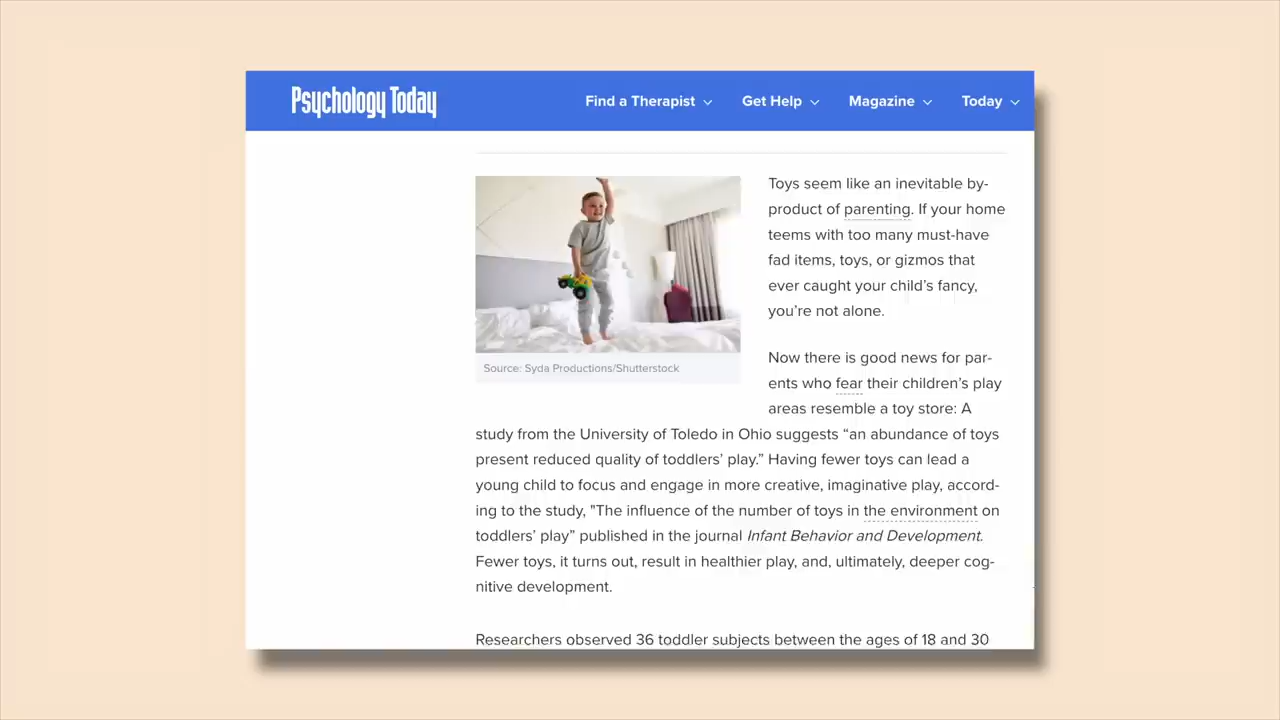 Psychology Today
Find a Therapist
Get Help
Magazine
Today
Toys seem like an inevitable by-
product of parenting. If your home
teems with too many must-have
fad items, toys, or gizmos that
ever caught your child’s fancy,
you’re not alone.
Source: Syda Productions/Shutterstock
Now there is good news for par-
ents who fear their children’s play
areas resemble a toy store: A
study from the University of Toledo in Ohio suggests “an abundance of toys
present reduced quality of toddlers’ play.” Having fewer toys can lead a
young child to focus and engage in more creative, imaginative play, accord-
ing to the study, "The influence of the number of toys in the environment on
toddlers’ play” published in the journal Infant Behavior and Development.
Fewer toys, it turns out, result in healthier play, and, ultimately, deeper cog-
nitive development.
Researchers observed 36 toddler subjects between the ages of 18 and 30